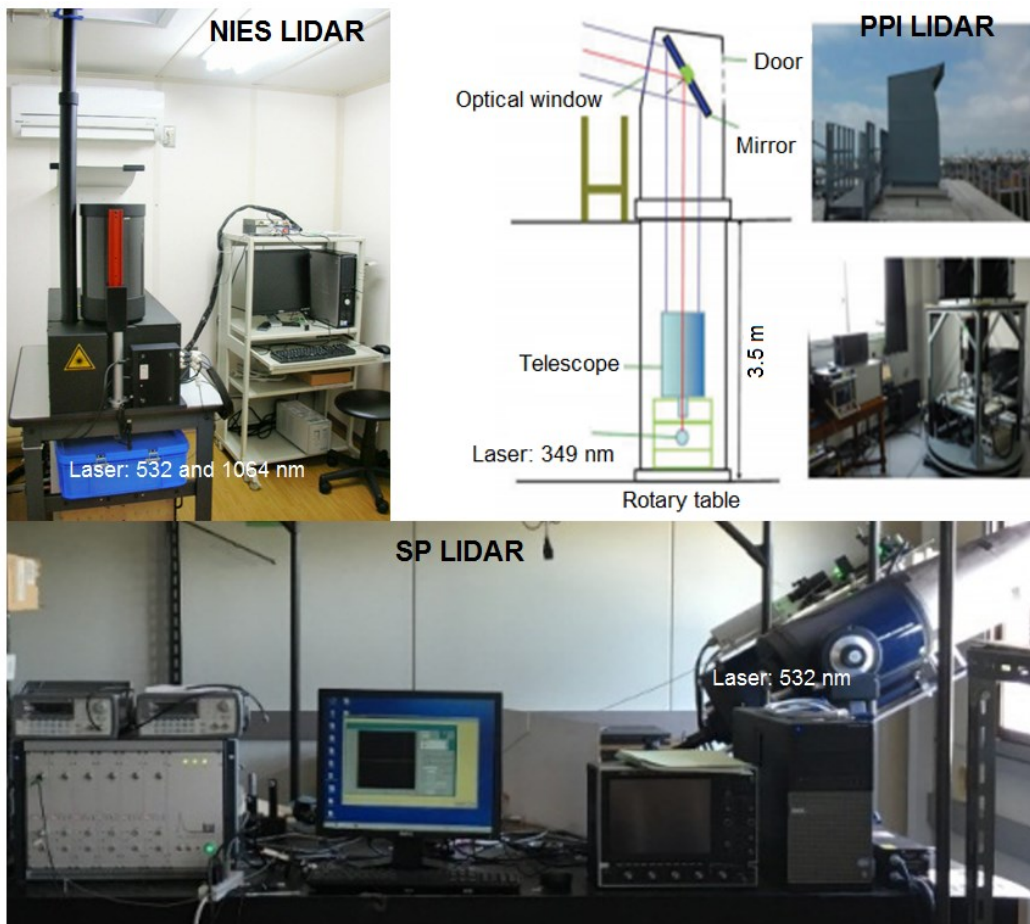 NIES LIDAR
Laser: 532 and 1064 nm
PPI LIDAR
Door
Optical window
Mirror
Telescope
3.5 m
Laser: 349 nm
Rotary table
SP LIDAR
Laser: 532 nm